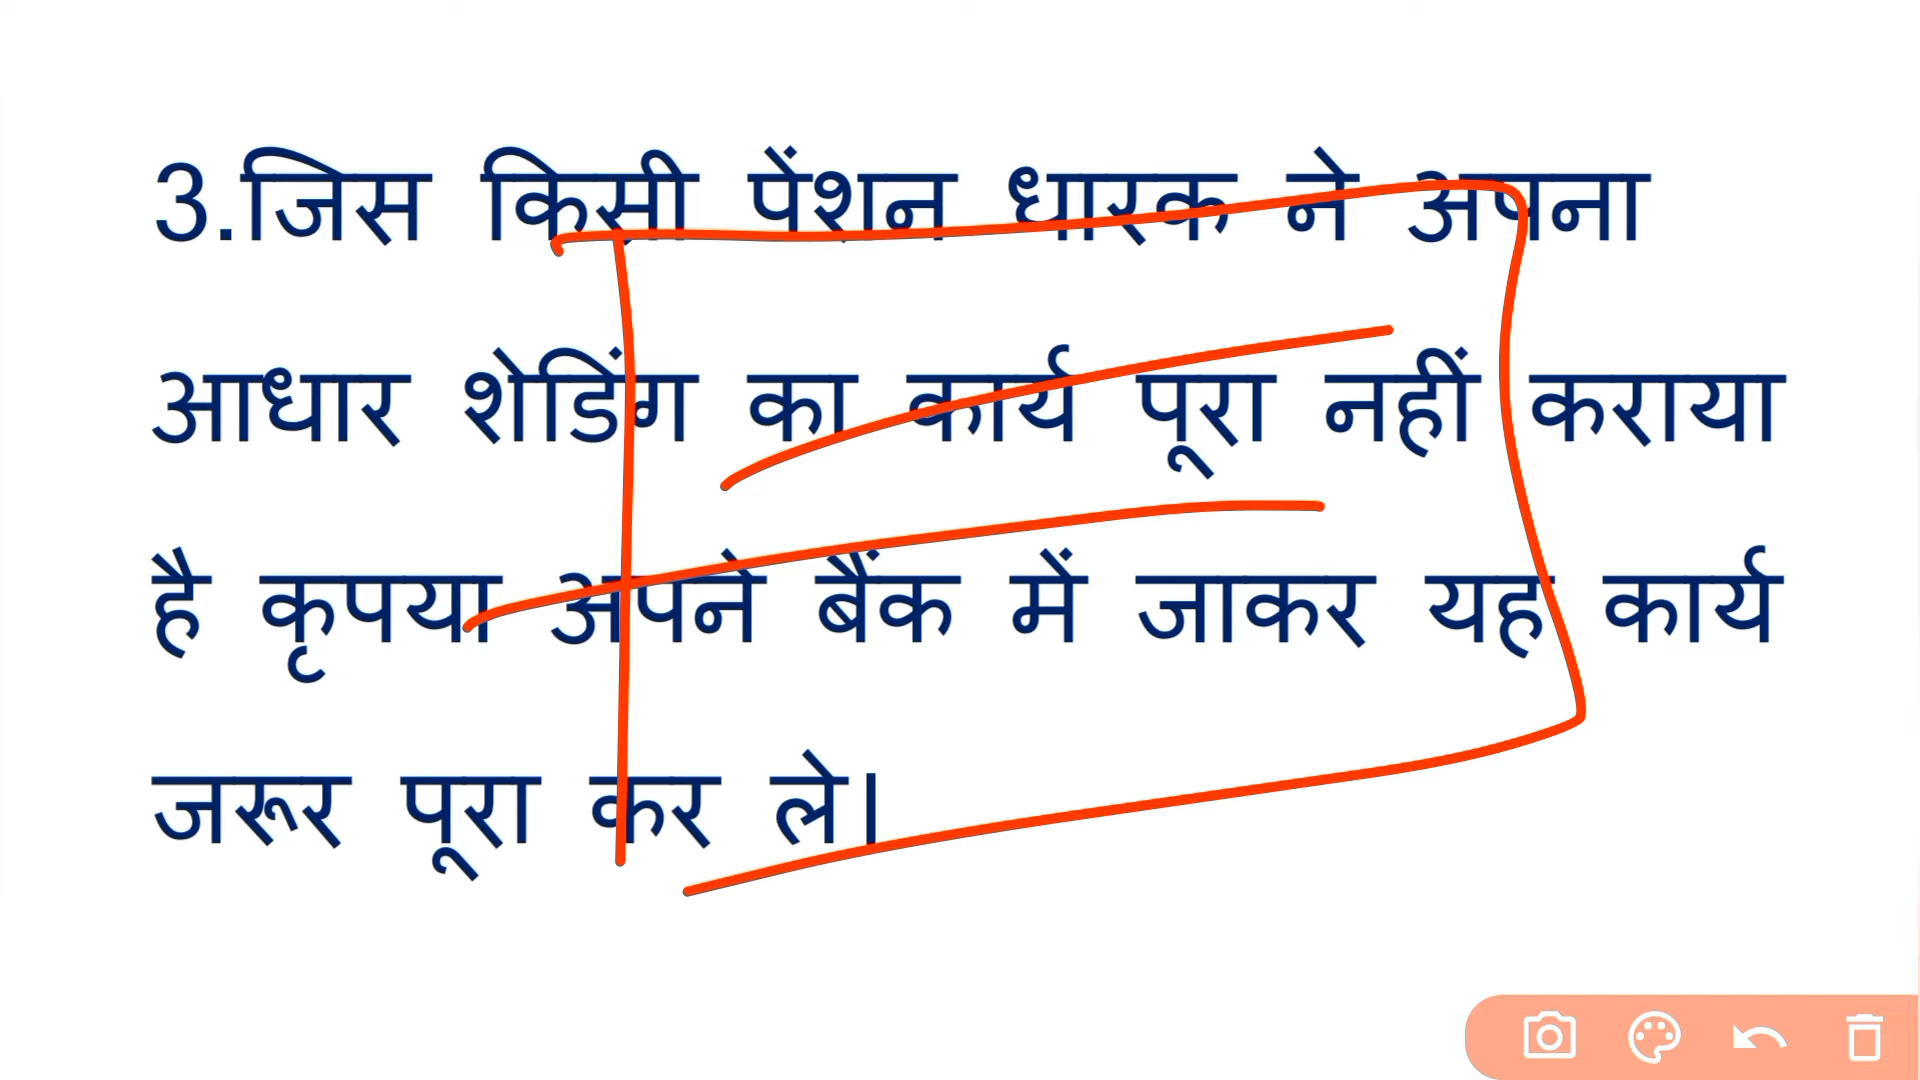 3.जिस किसी पेंशन धारक ने अपना
आधार शेडिंग का कार्य पूरा नहीं कराया
है कृपया अपने बैंक में जाकर यह कार्य
जरूर पूरा कर ले।